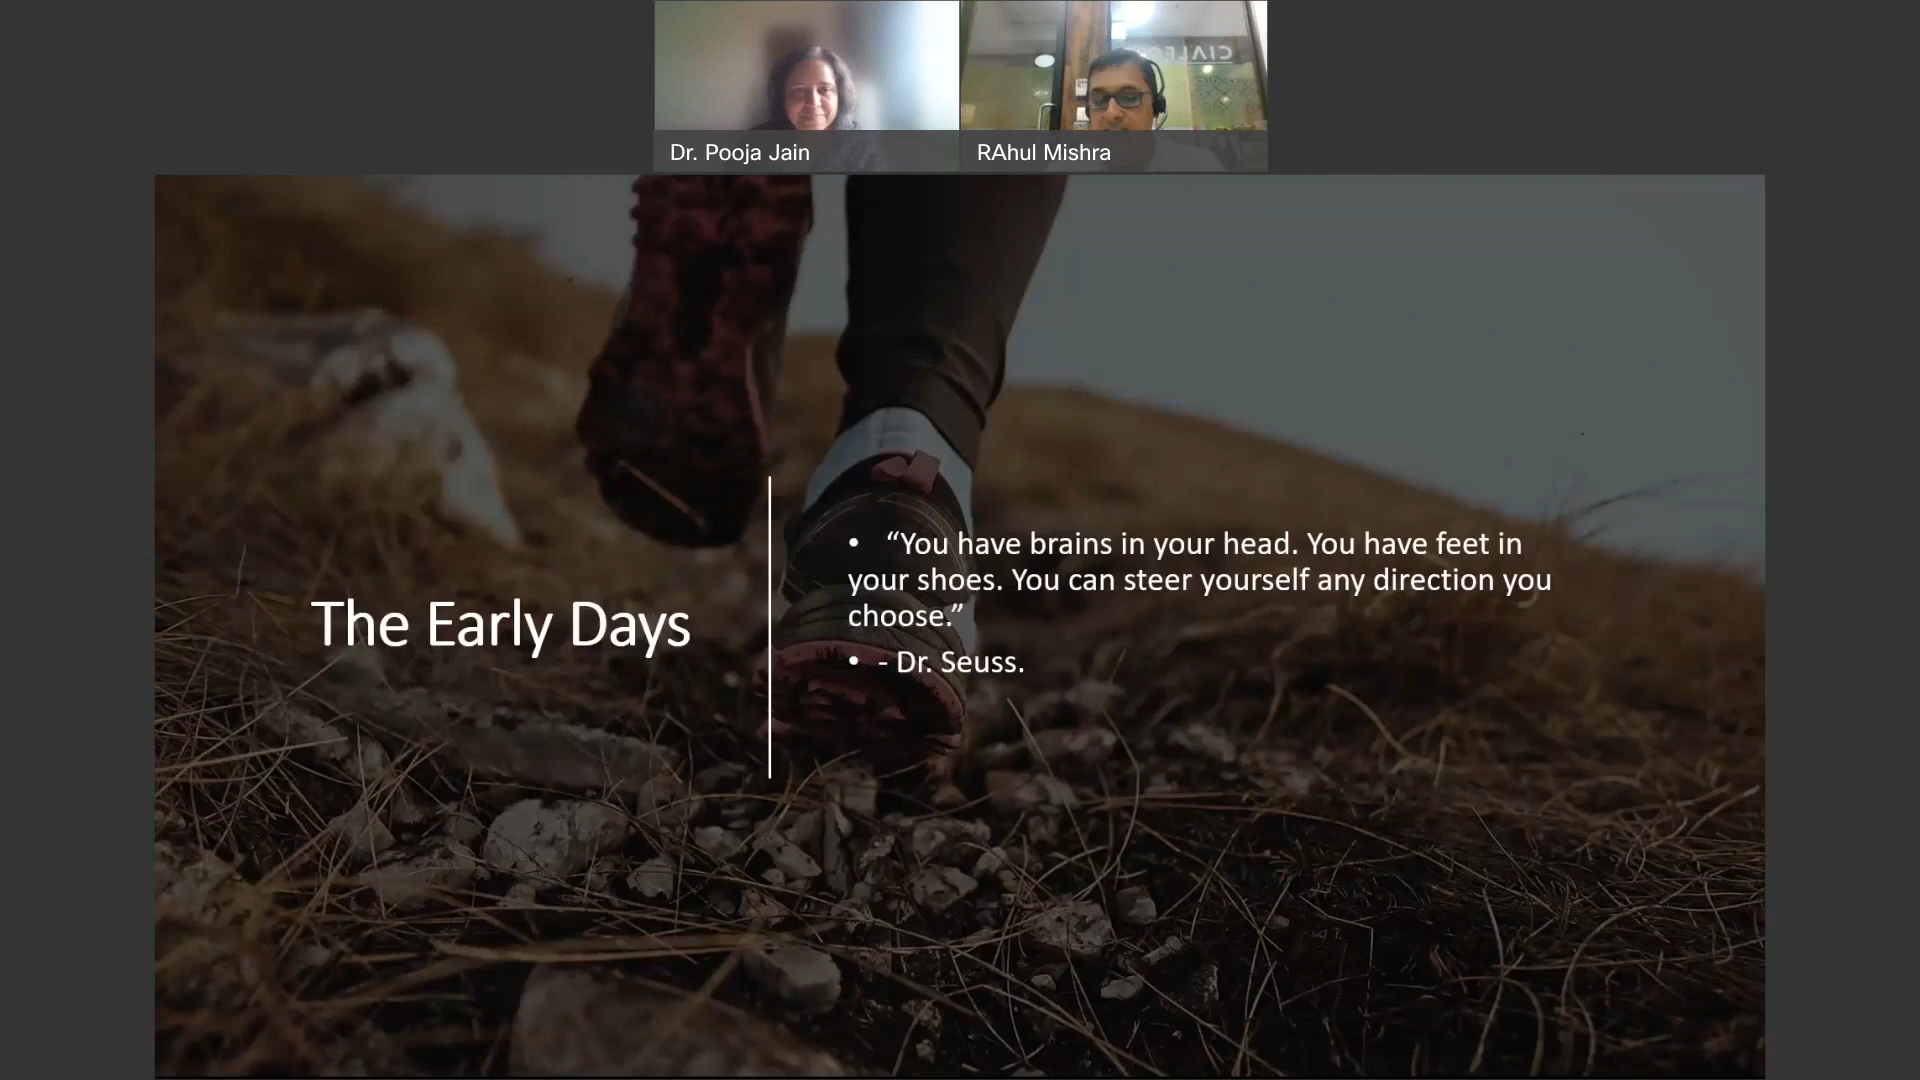 Dr. Pooja Jain
RAhul Mishra
The Early Days
• “You have brains in your head. You have feet in
your shoes. You can steer yourself any direction you
choose.”
• - Dr. Seuss.